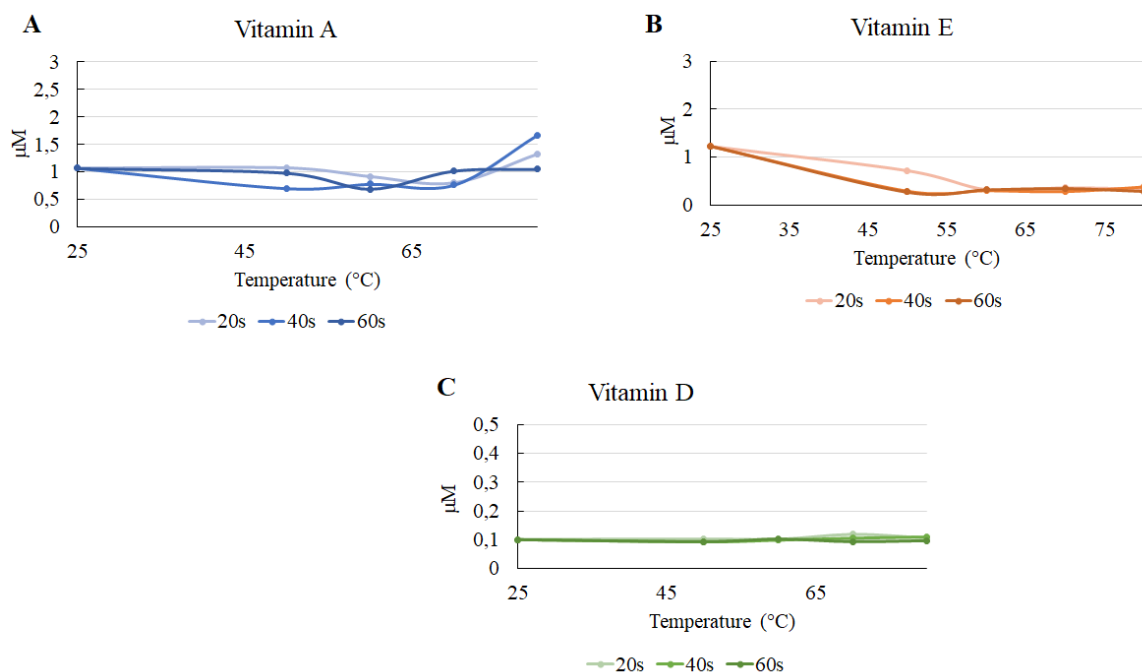 A
Vitamin A
3
2,5
2
1,5
1
0,5
0
μM
25 45 65
Temperature (°C)
20s 40s 60s
B
Vitamin E
3
2
1
0
μM
25 35 45 55 65 75
Temperature (°C)
20s 40s 60s
C
Vitamin D
0,5
0,4
0,3
0,2
0,1
0
μM
25 45 65
Temperature (°C)
20s 40s 60s